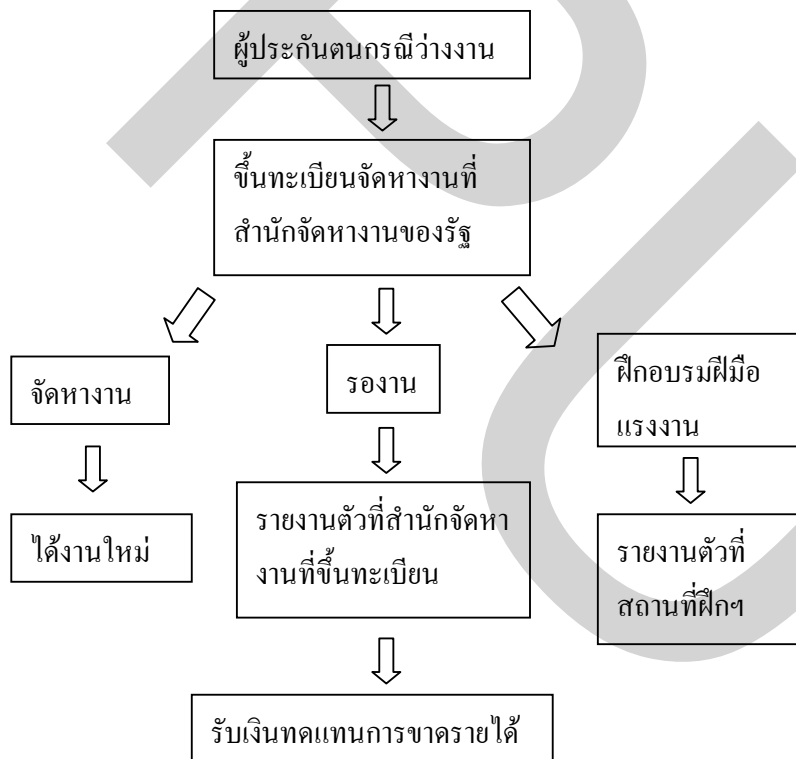 ผู้ประกันตนกรณีว่างงาน
ขึ้นทะเบียนจัดหางานที่
สำนักจัดหางานของรัฐ
จัดหางาน
รองาน
ฝึกอบรมฝีมือ
แรงงาน
ได้งานใหม่
รายงานตัวที่สำนักจัดหา
งานที่ขึ้นทะเบียน
รายงานตัวที่
สถานที่ฝึกฯ
รับเงินทดแทนการขาดรายได้